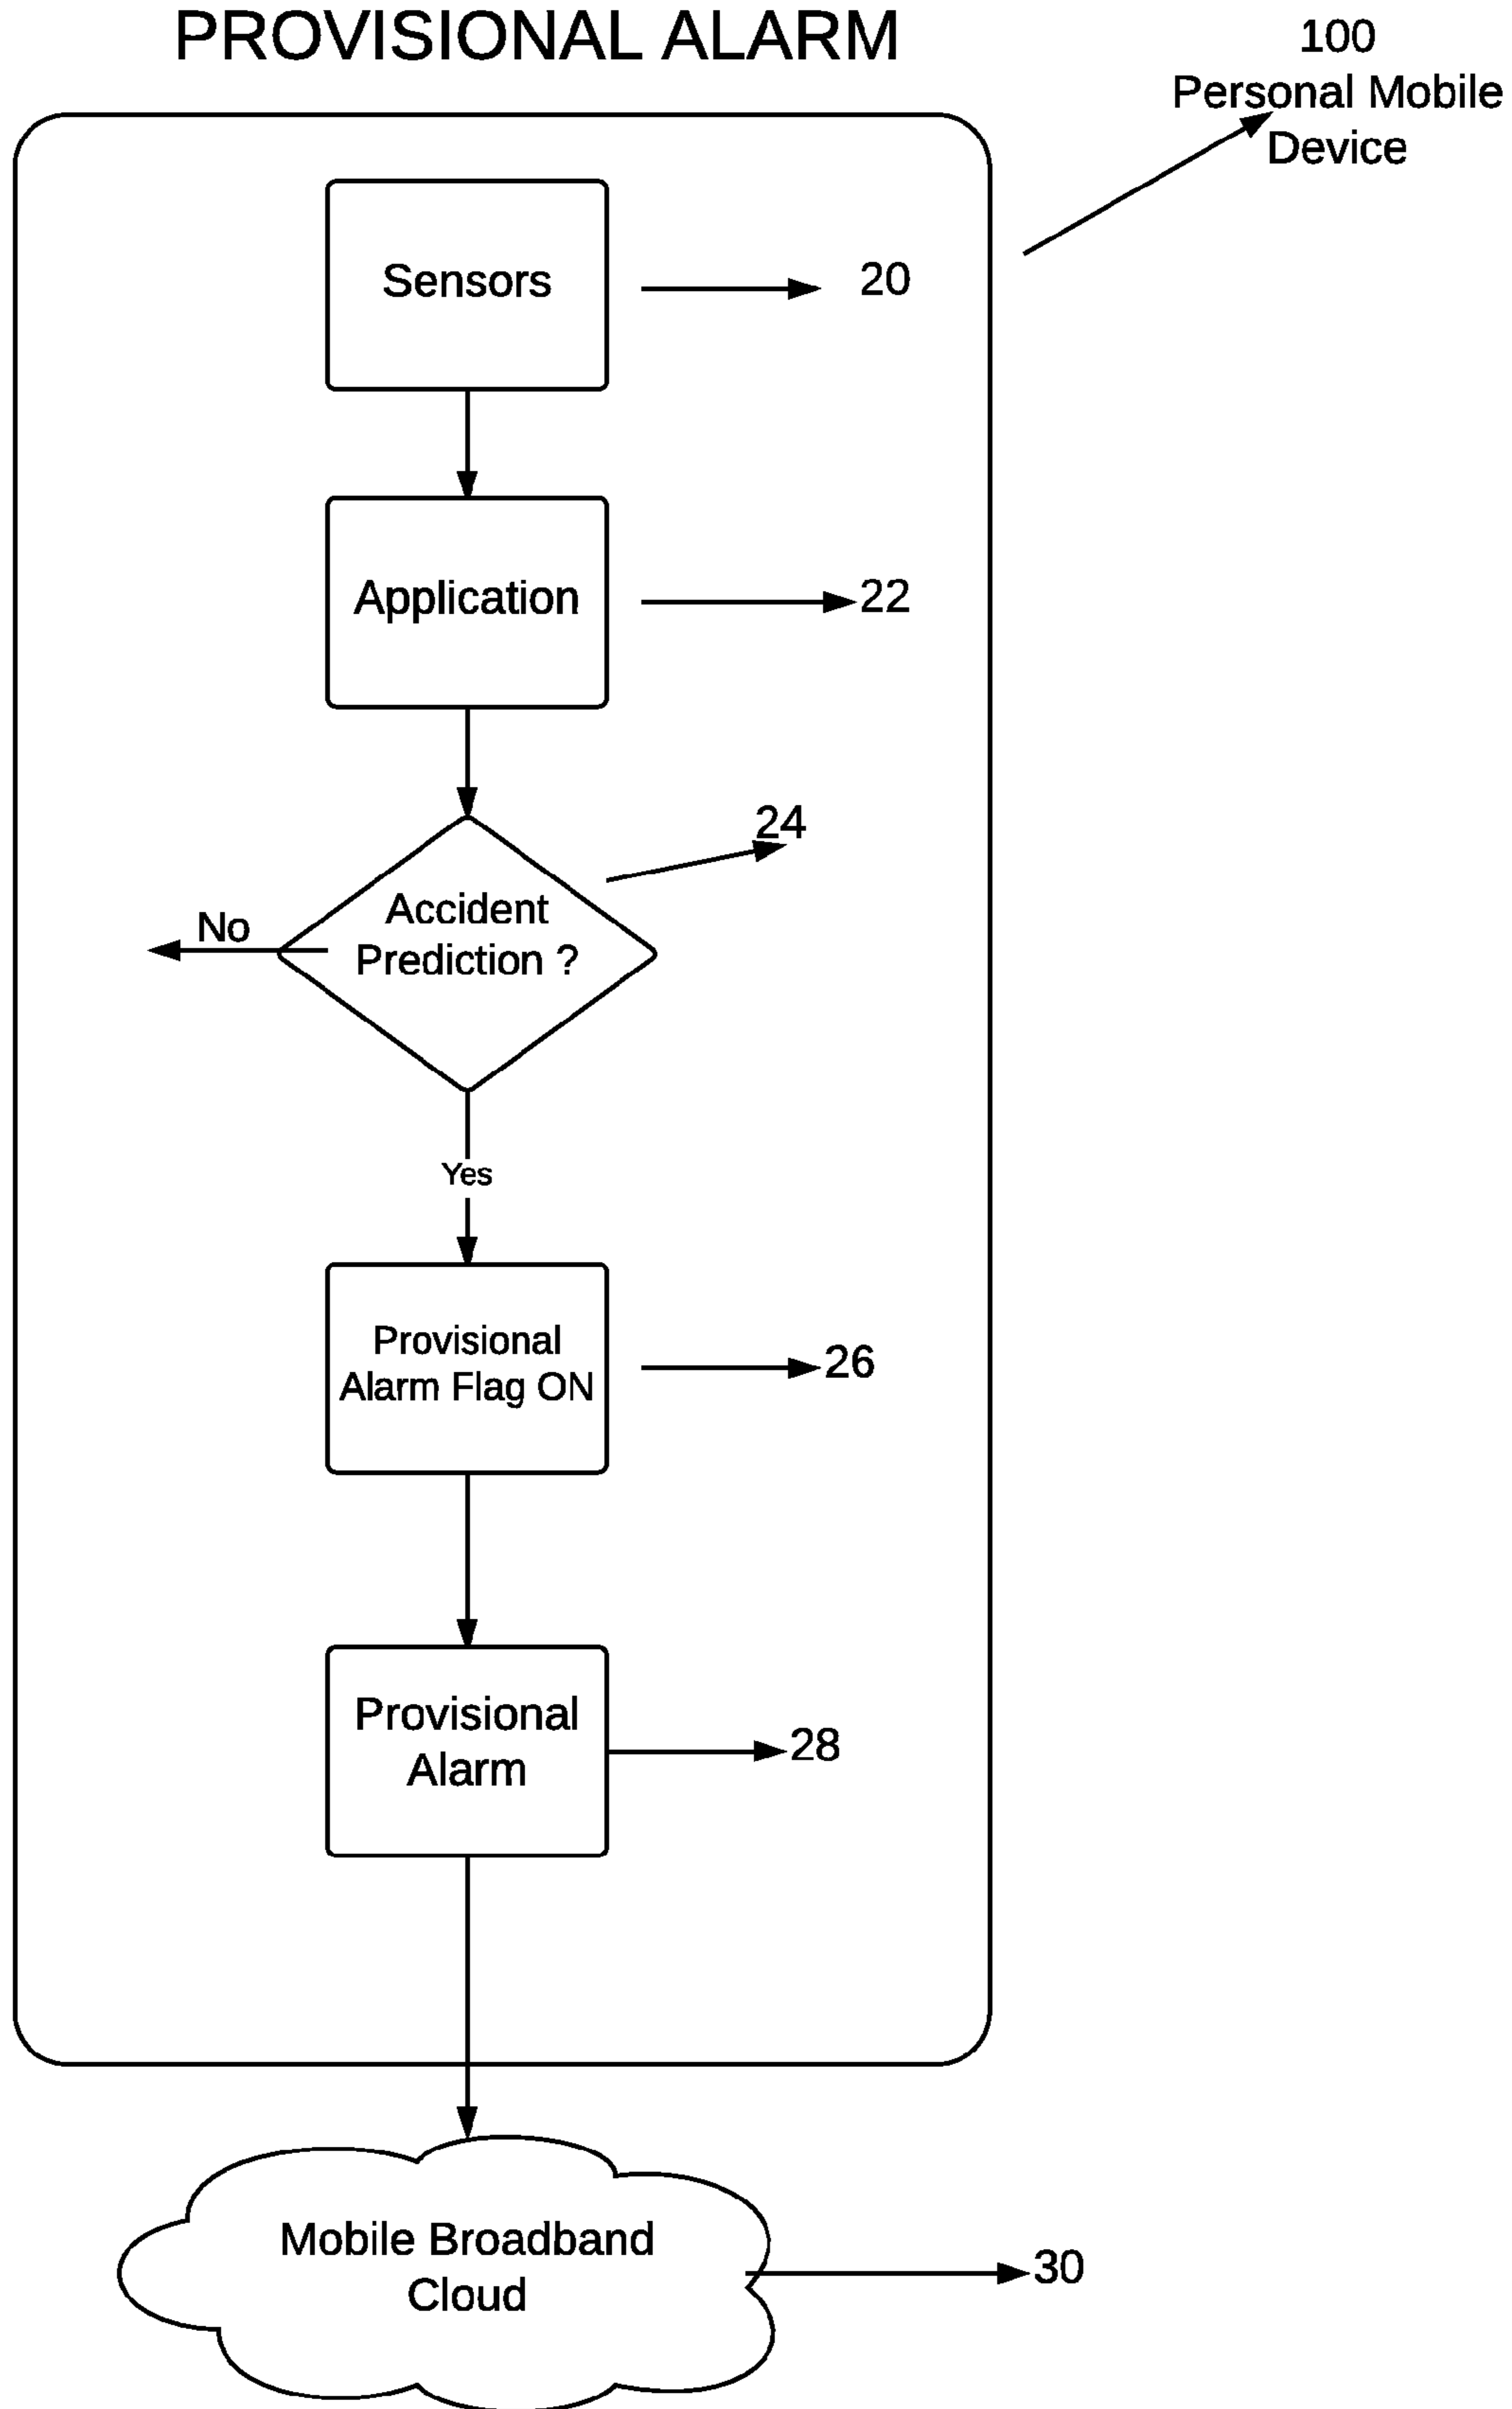 PROVISIONAL ALARM
100
Personal Mobile
Device
Sensors
20
Application
22
24
Accident
Prediction ?
No
Yes
Provisional
Alarm Flag ON
26
Provisional
Alarm
28
Mobile Broadband
Cloud
30